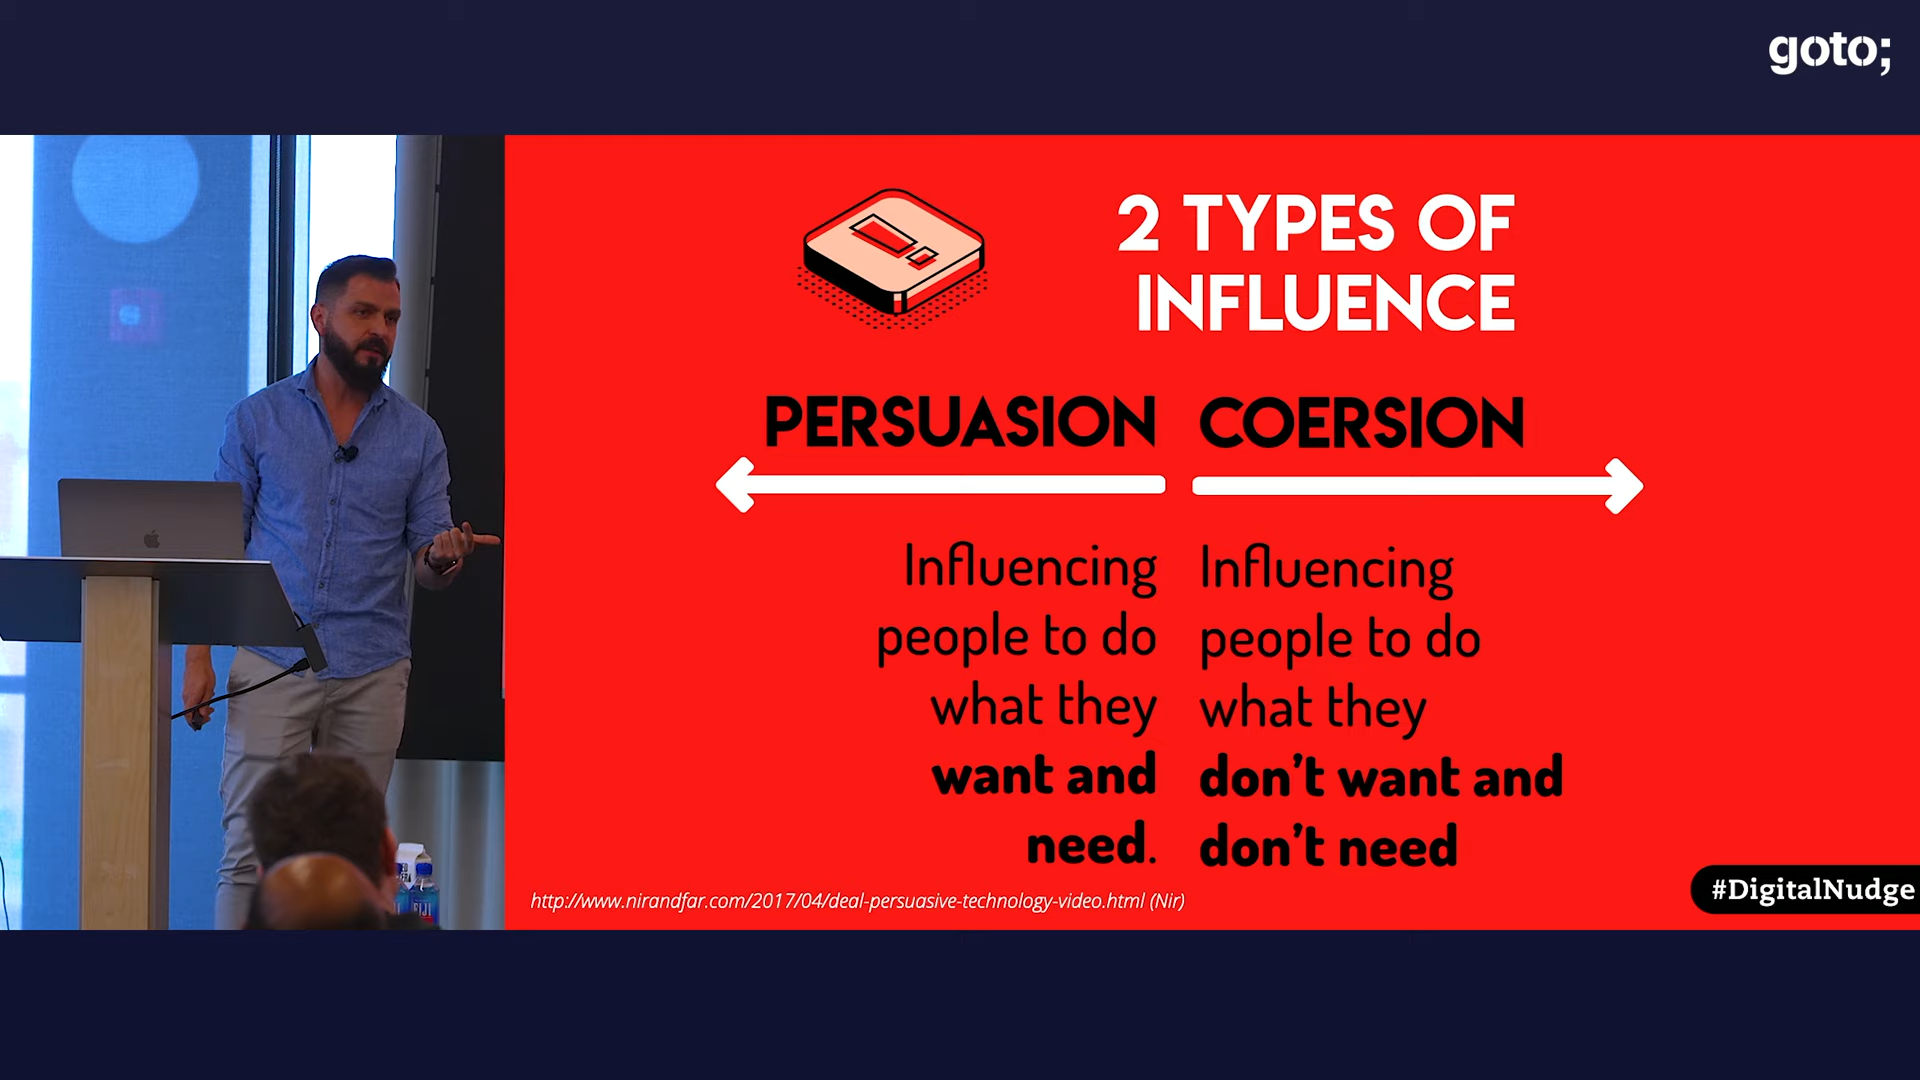 goto;
2 TYPES OF
INFLUENCE
PERSUASION
Influencing
people to do
what they
want and
need.
COERSION
Influencing
people to do
what they
don't want and
don't need
http://www.nirandfar.com/2017/04/deal-persuasive-technology-video.html (Nir)
#DigitalNudge
FIJI